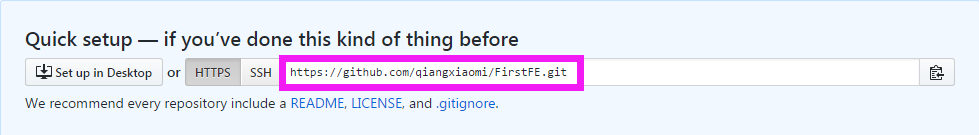 Quick setup — if you’ve done this kind of thing before
Set up in Desktop or HTTPS SSH https://github.com/qiangxiaomi/FirstFE.git
We recommend every repository include a README, LICENSE, and .gitignore.